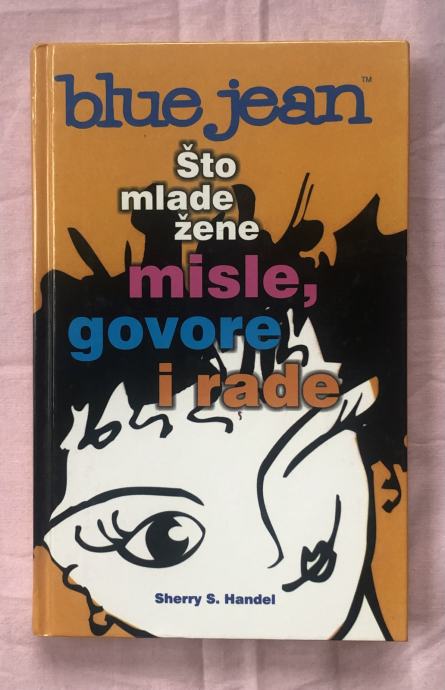 blue jean™
Što
mlade
žene
misle,
govore
i rade
Sherry S. Handel